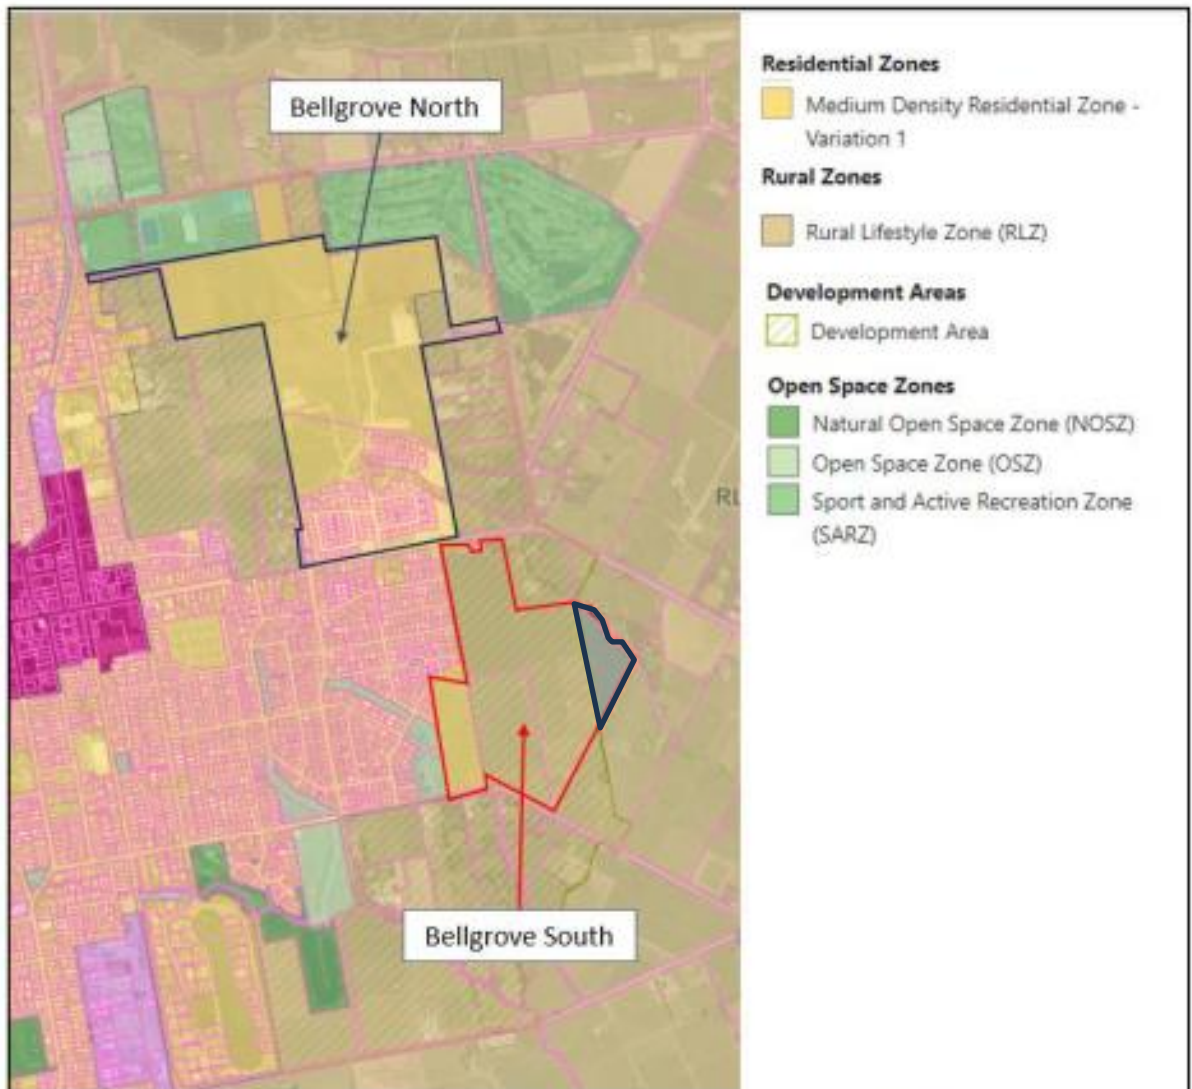 Bellgrove North
Bellgrove South
RL
Residential Zones
Medium Density Residential Zone -
Variation 1
Rural Zones
Rural Lifestyle Zone (RLZ)
Development Areas
Development Area
Open Space Zones
Natural Open Space Zone (NOSZ)
Open Space Zone (OSZ)
Sport and Active Recreation Zone
(SARZ)